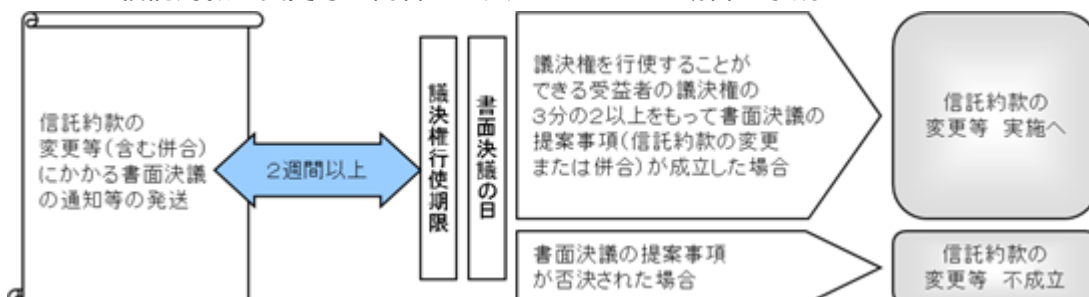 信託約款の
変更等(含む併合)
にかかる書面決議
の通知等の発送
2週間以上
議決権行使期限
書面決議の日
議決権を行使することが
できる受益者の議決権の
3分の2以上をもって書面決議の
提案事項(信託約款の変更
または併合)が成立した場合
信託約款の
変更等 実施へ
書面決議の提案事項
が否決された場合
信託約款の
変更等 不成立